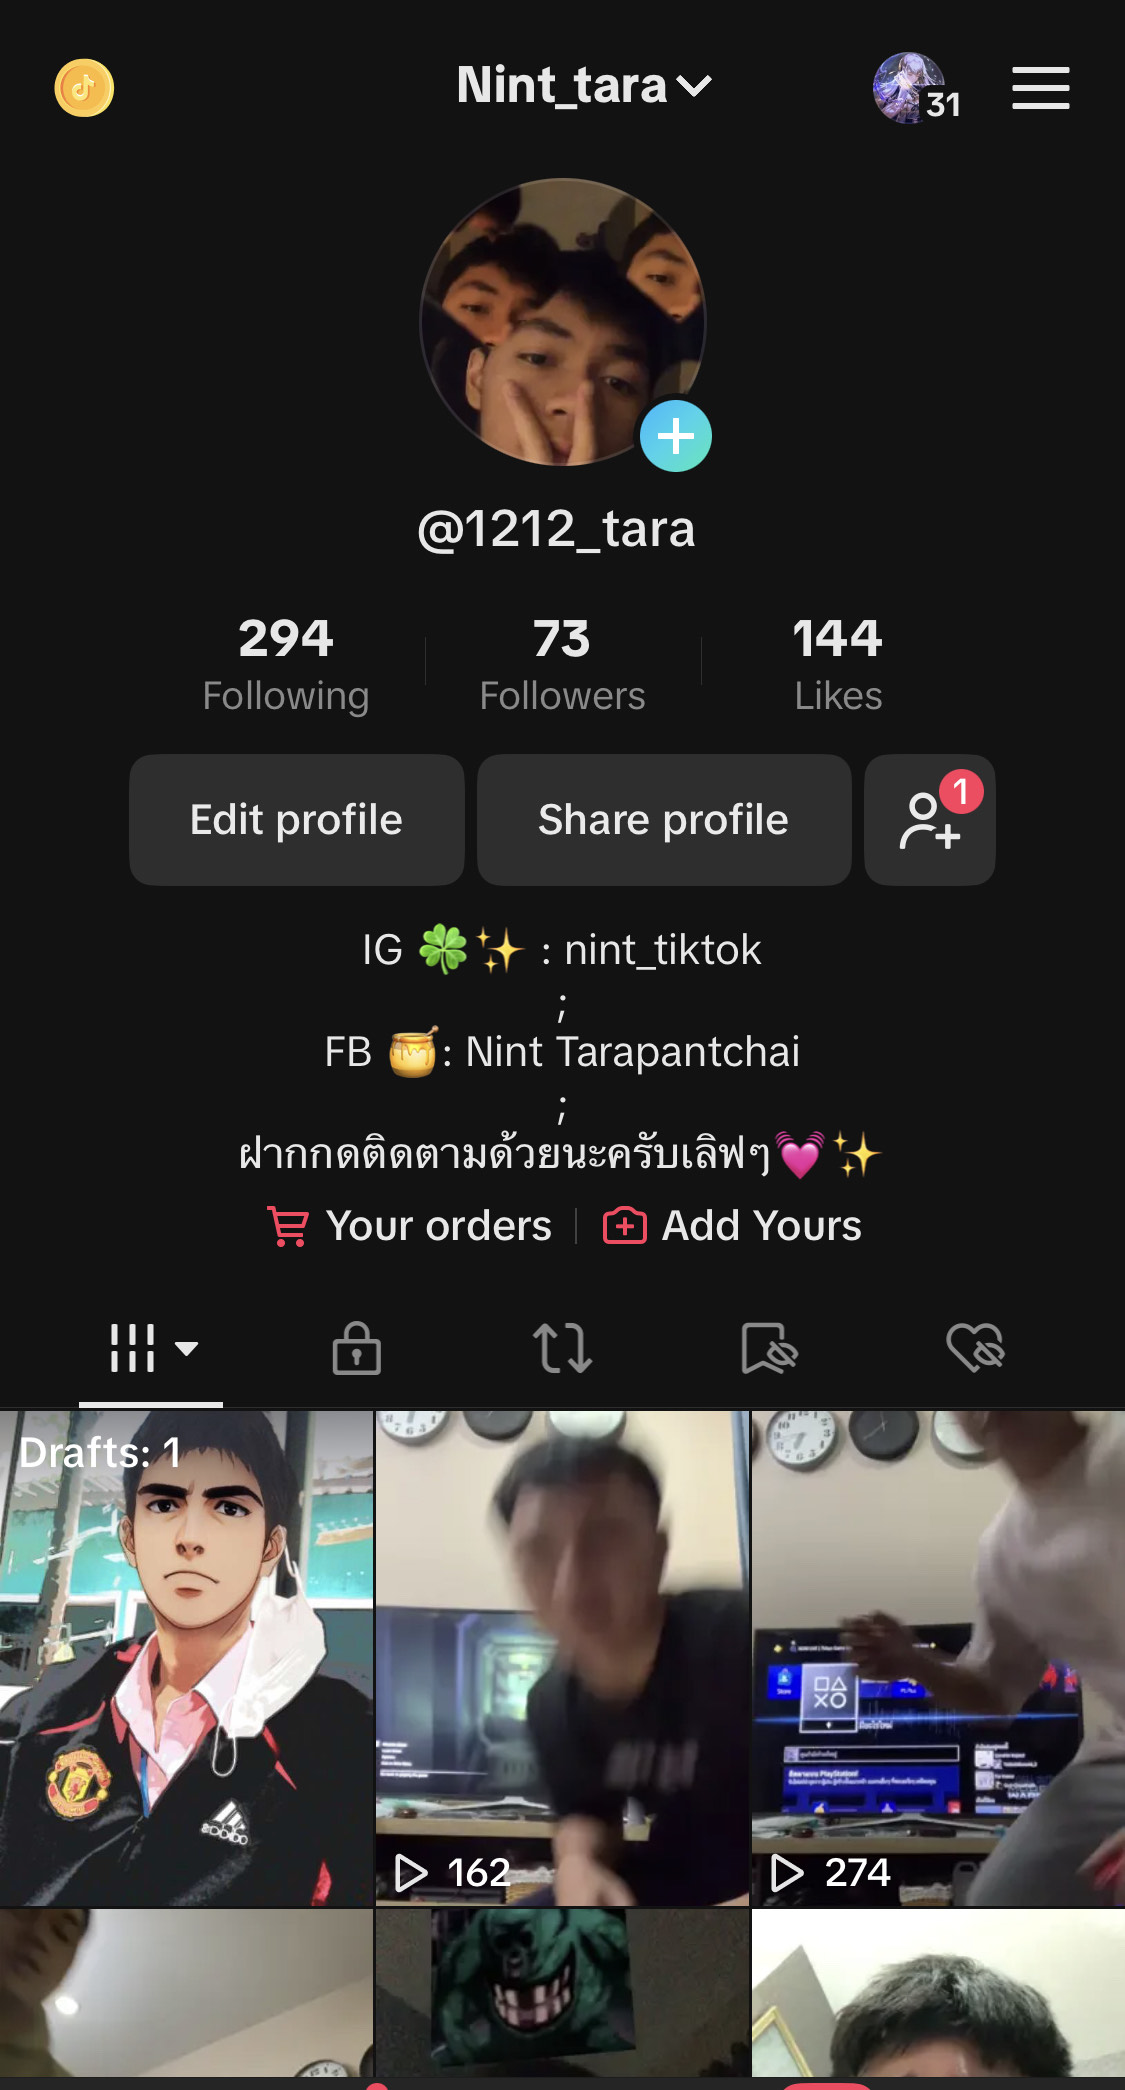 Nint_tara
31
@1212_tara
294 73 144
Following Followers Likes
Edit profile Share profile 1
IG 🍀✨ : nint_tiktok
;
FB 🍯: Nint Tarapantchai
;
ฝากกดติดตามด้วยนะครับเลิฟๆ💓✨
Your orders Add Yours
Drafts: 1
Store
162 274